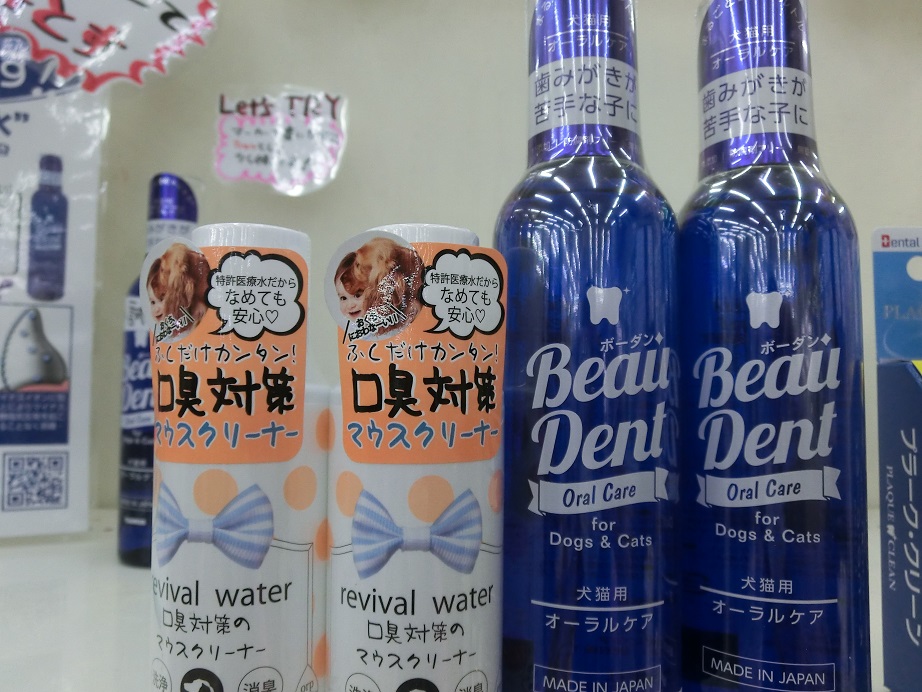 Let's TRY
特許医療水だから
なめても
安心♡
ふくだけカンタン!
口臭対策
マウスクリーナー
revival water
口臭対策の
マウスクリーナー
洗浄
消臭
特許医療水だから
なめても
安心♡
ふくだけカンタン!
口臭対策
マウスクリーナー
revival water
口臭対策の
マウスクリーナー
消臭
犬猫用
オーラルケア
歯みがきが
苦手な子に
ボーダン
Beau
Dent
Oral Care
for
Dogs & Cats
犬猫用
オーラルケア
MADE IN JAPAN
犬猫用
オーラルケア
歯みがきが
苦手な子に
ボーダン
Beau
Dent
Oral Care
for
Dogs & Cats
犬猫用
オーラルケア
MADE IN JAPAN
Dental
プラーク・クリーン
PLAQUE CLEAN